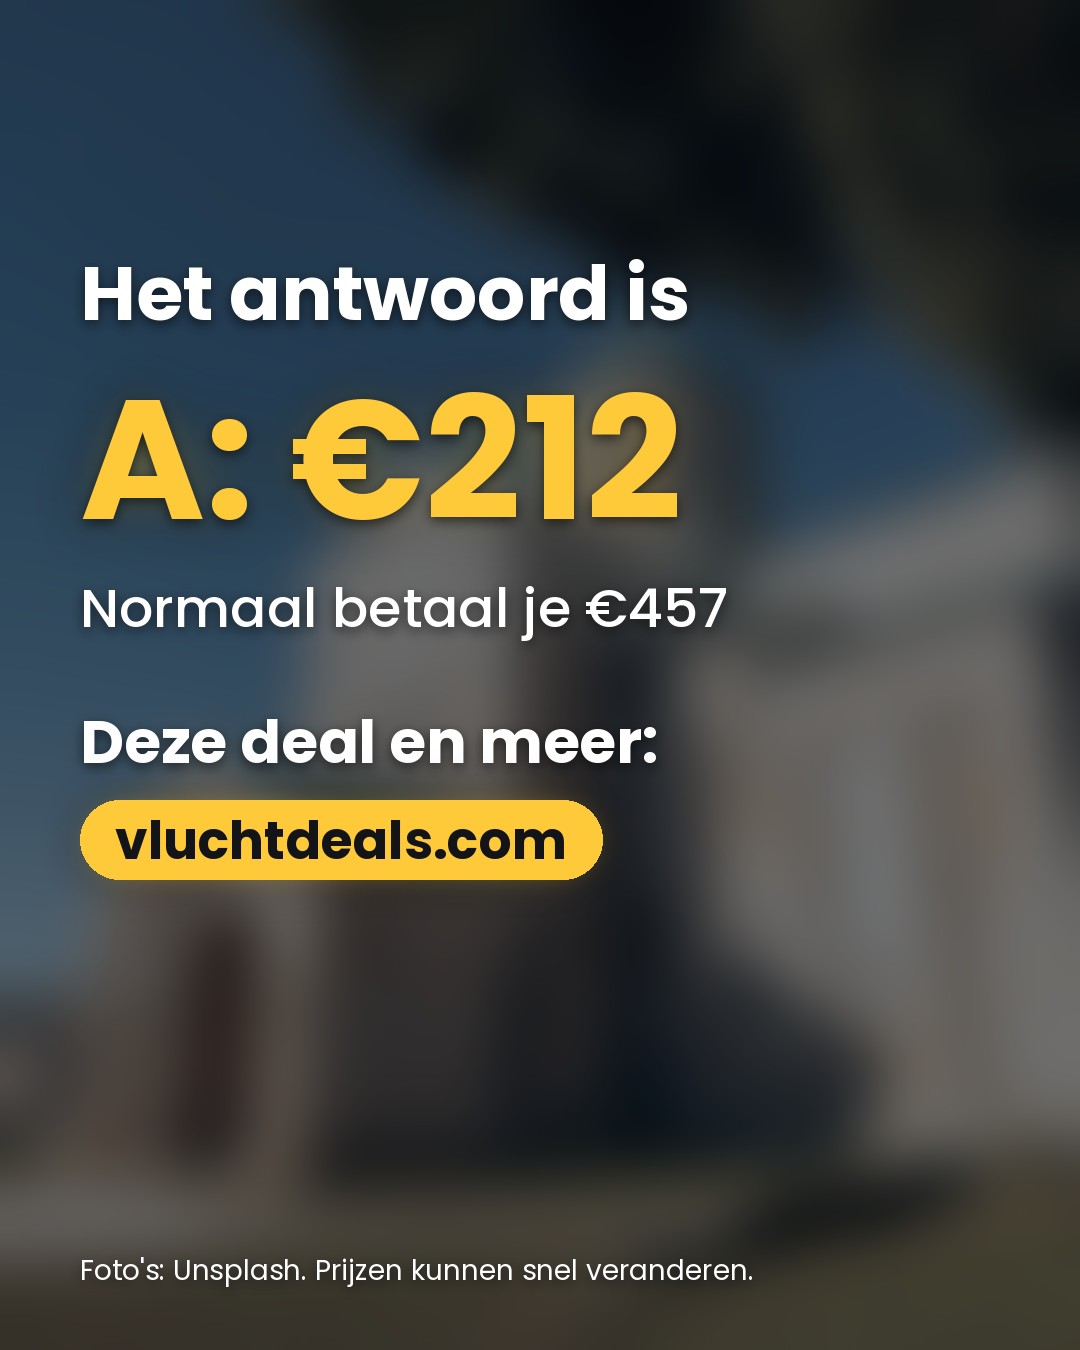 Het antwoord is
A: €212
Normaal betaal je €457
Deze deal en meer:
vluchtdeals.com
Foto's: Unsplash. Prijzen kunnen snel veranderen.